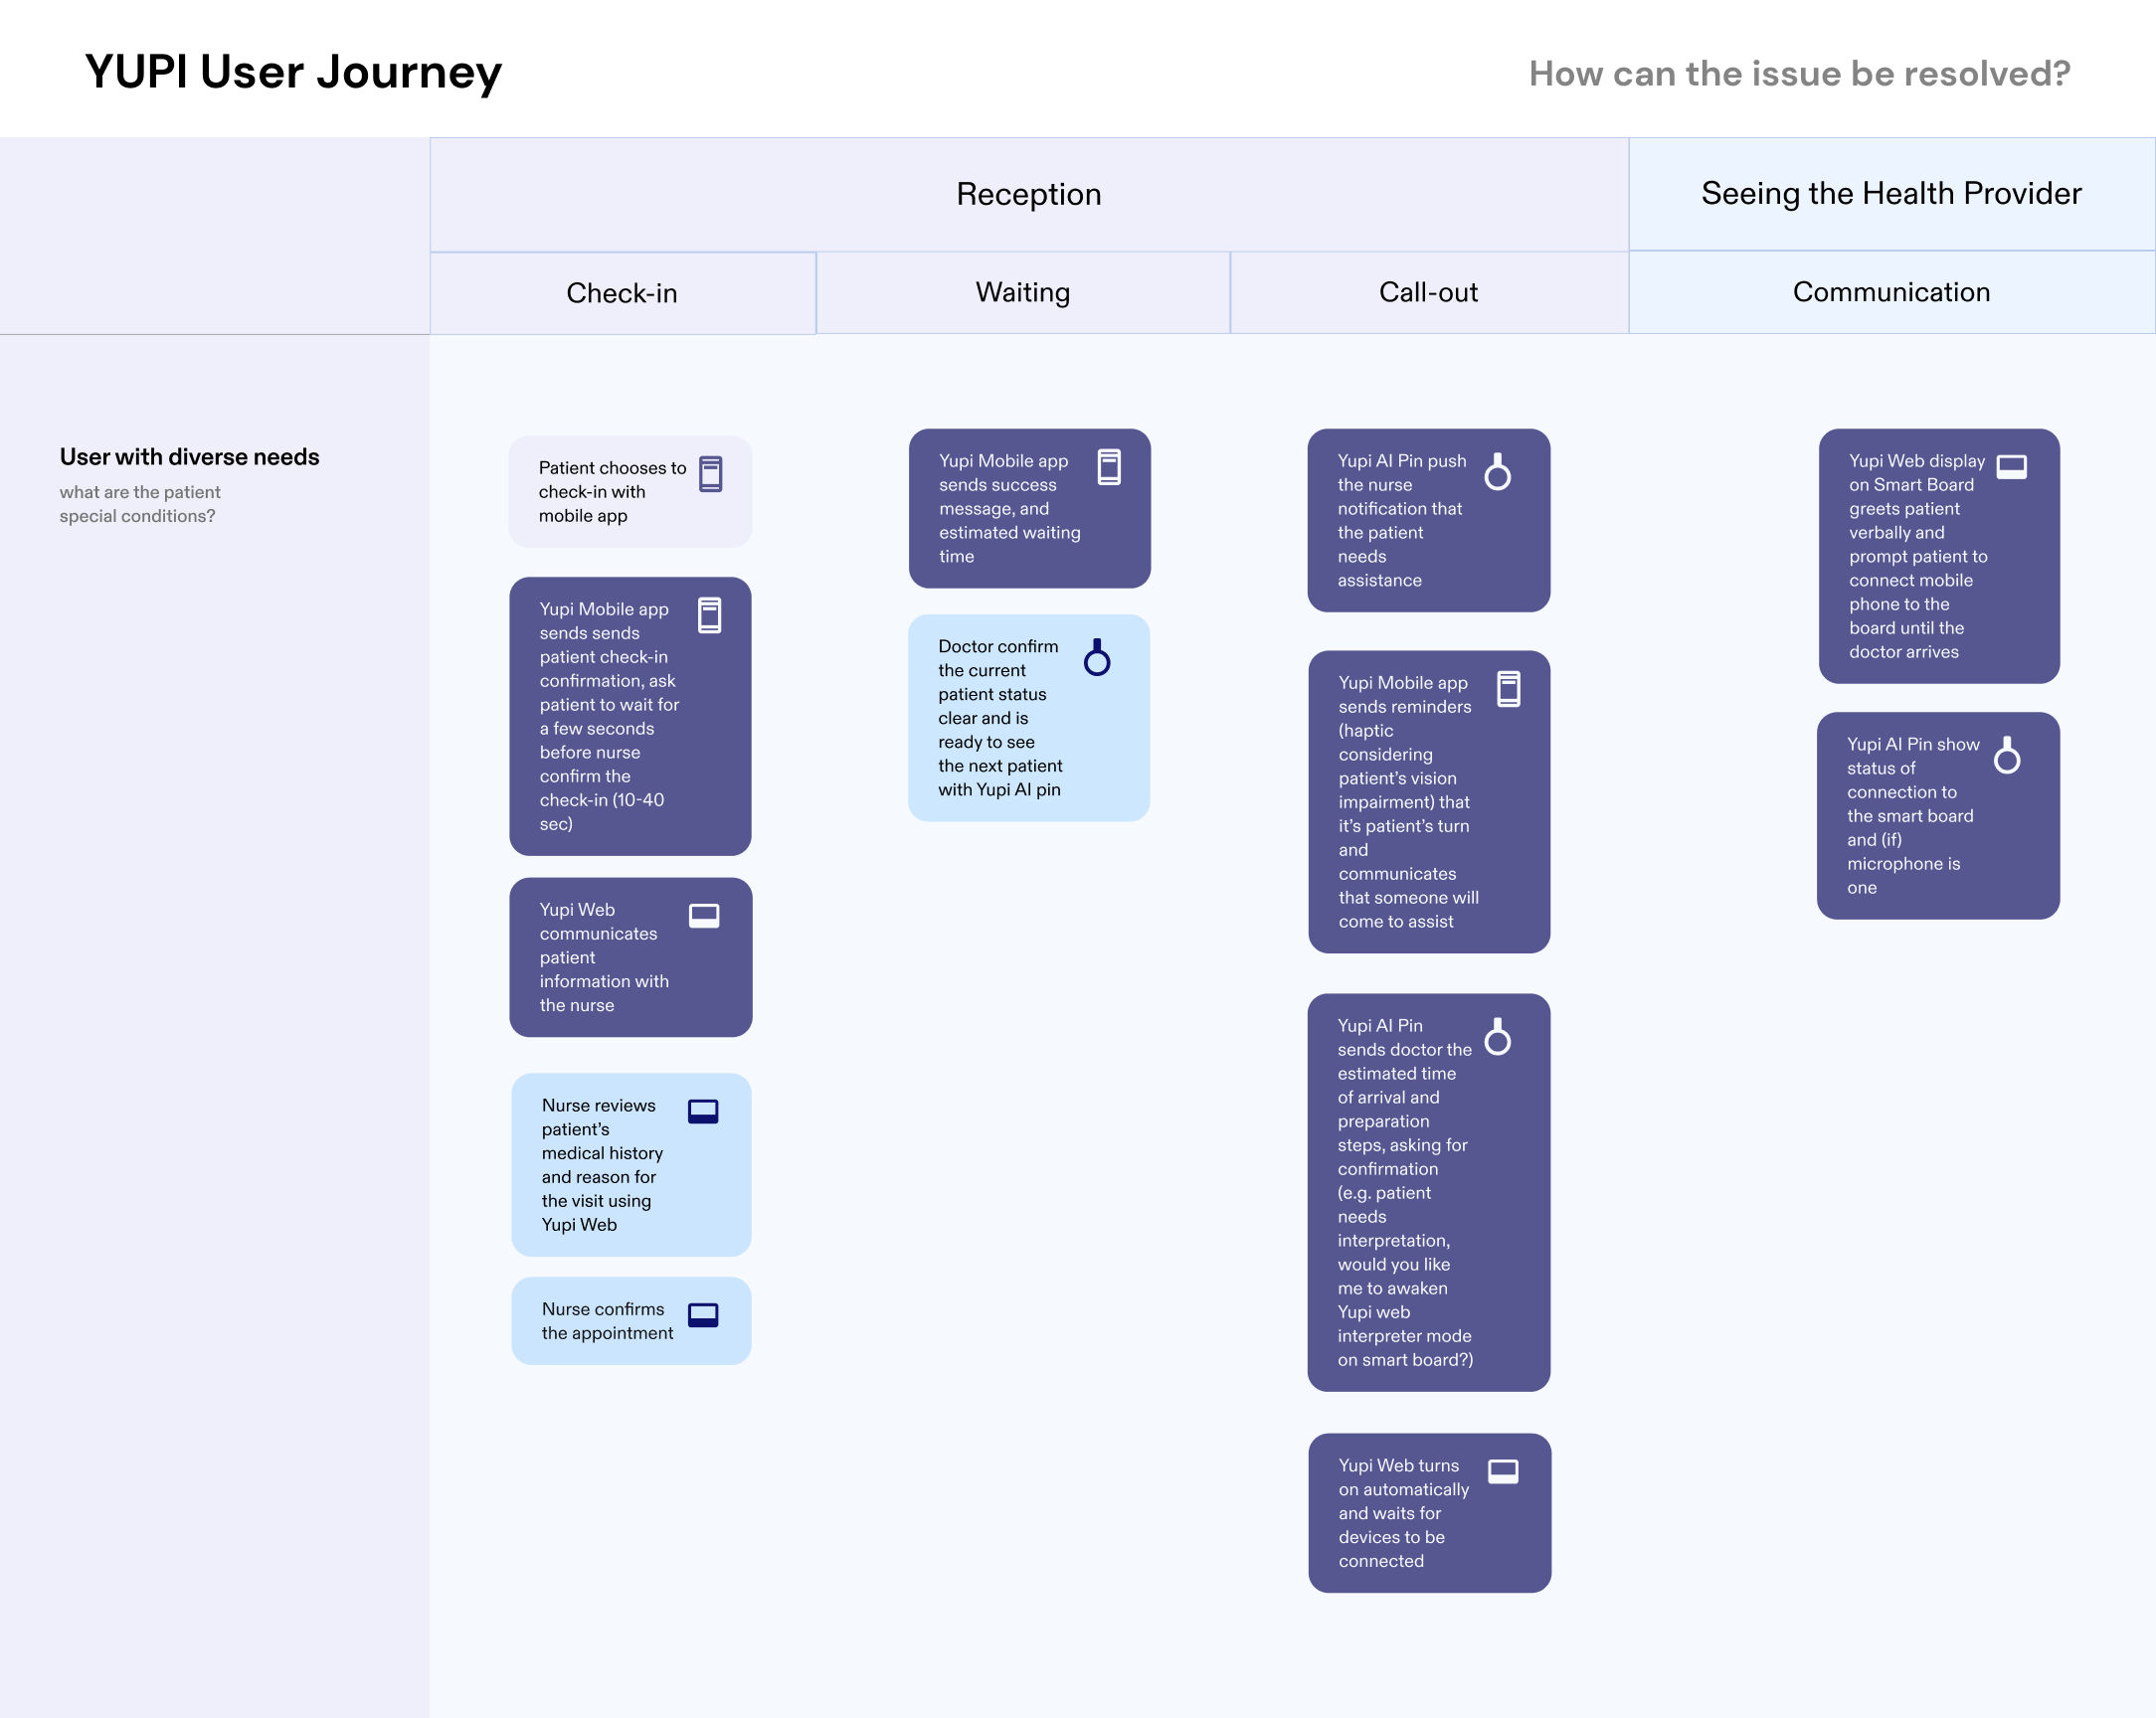 YUPI User Journey
How can the issue be resolved?
Reception
Seeing the Health Provider
Check-in
Waiting
Call-out
Communication
User with diverse needs
what are the patient
special conditions?
Patient chooses to
check-in with
mobile app
Yupi Mobile app
sends sends
patient check-in
confirmation, ask
patient to wait for
a few seconds
before nurse
confirm the
check-in (10-40
sec)
Yupi Web
communicates
patient
information with
the nurse
Nurse reviews
patient's
medical history
and reason for
the visit using
Yupi Web
Nurse confirms
the appointment
Yupi Mobile app
sends success
message, and
estimated waiting
time
Doctor confirm
the current
patient status
clear and is
ready to see
the next patient
with Yupi AI pin
Yupi AI Pin push
the nurse
notification that
the patient
needs
assistance
Yupi Mobile app
sends reminders
(haptic
considering
patient's vision
impairment) that
it's patient's turn
and
communicates
that someone will
come to assist
Yupi AI Pin
sends doctor the
estimated time
of arrival and
preparation
steps, asking for
confirmation
(e.g. patient
needs
interpretation,
would you like
me to awaken
Yupi web
interpreter mode
on smart board?)
Yupi Web turns
on automatically
and waits for
devices to be
connected
Yupi Web display
on Smart Board
greets patient
verbally and
prompt patient to
connect mobile
phone to the
board until the
doctor arrives
Yupi AI Pin show
status of
connection to
the smart board
and (if)
microphone is
one